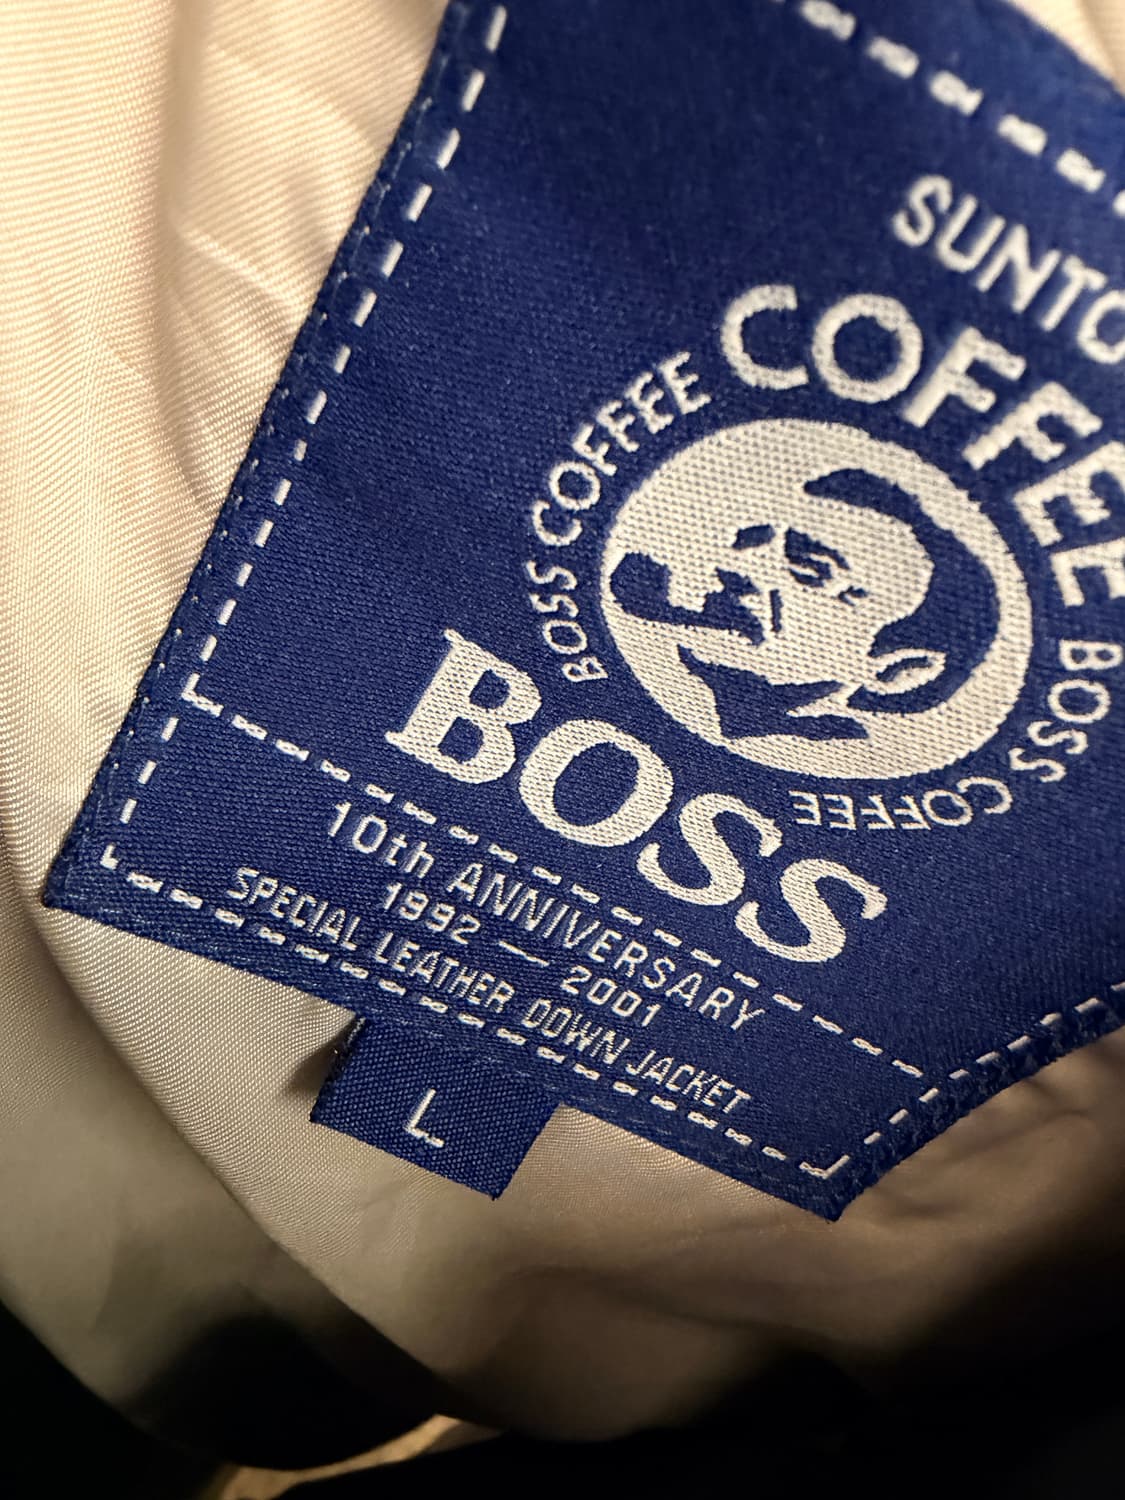 SUNTO
COFFEE
BOSS COFFEE BOSS COFFEE
BOSS
10th ANNIVERSARY
1992 — 2001
SPECIAL LEATHER DOWN JACKET
L